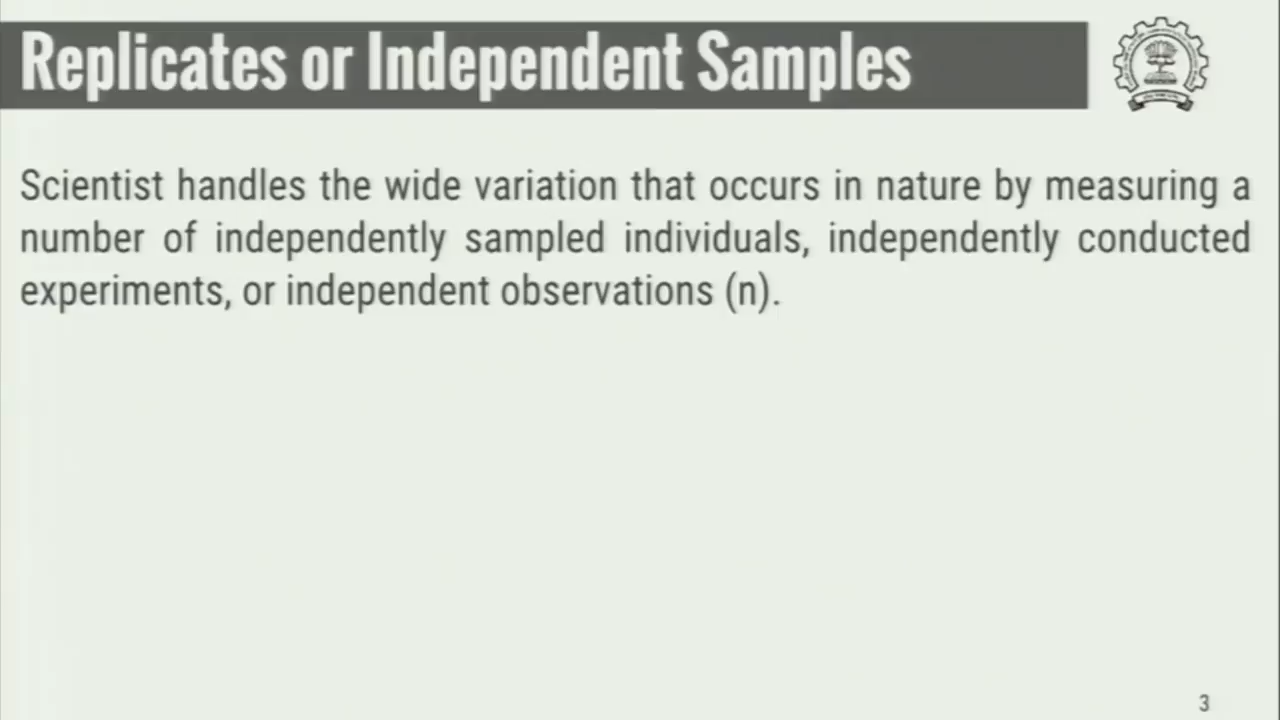 Replicates or Independent Samples
Scientist handles the wide variation that occurs in nature by measuring a
number of independently sampled individuals, independently conducted
experiments, or independent observations (n).
3